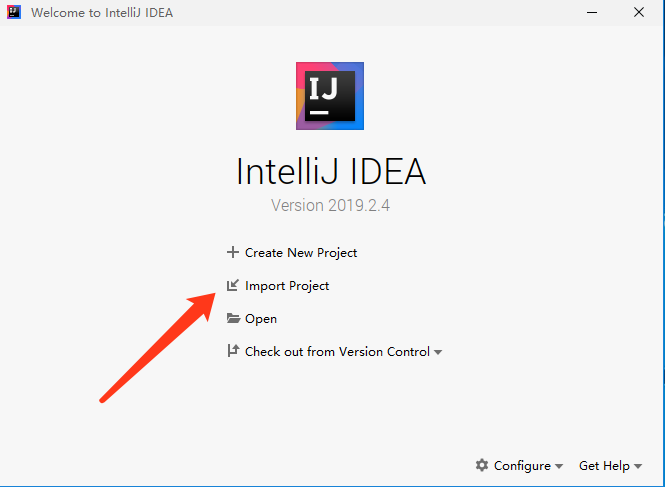 Welcome to IntelliJ IDEA
IJ
IntelliJ IDEA
Version 2019.2.4
Create New Project
Import Project
Open
Check out from Version Control
Configure
Get Help